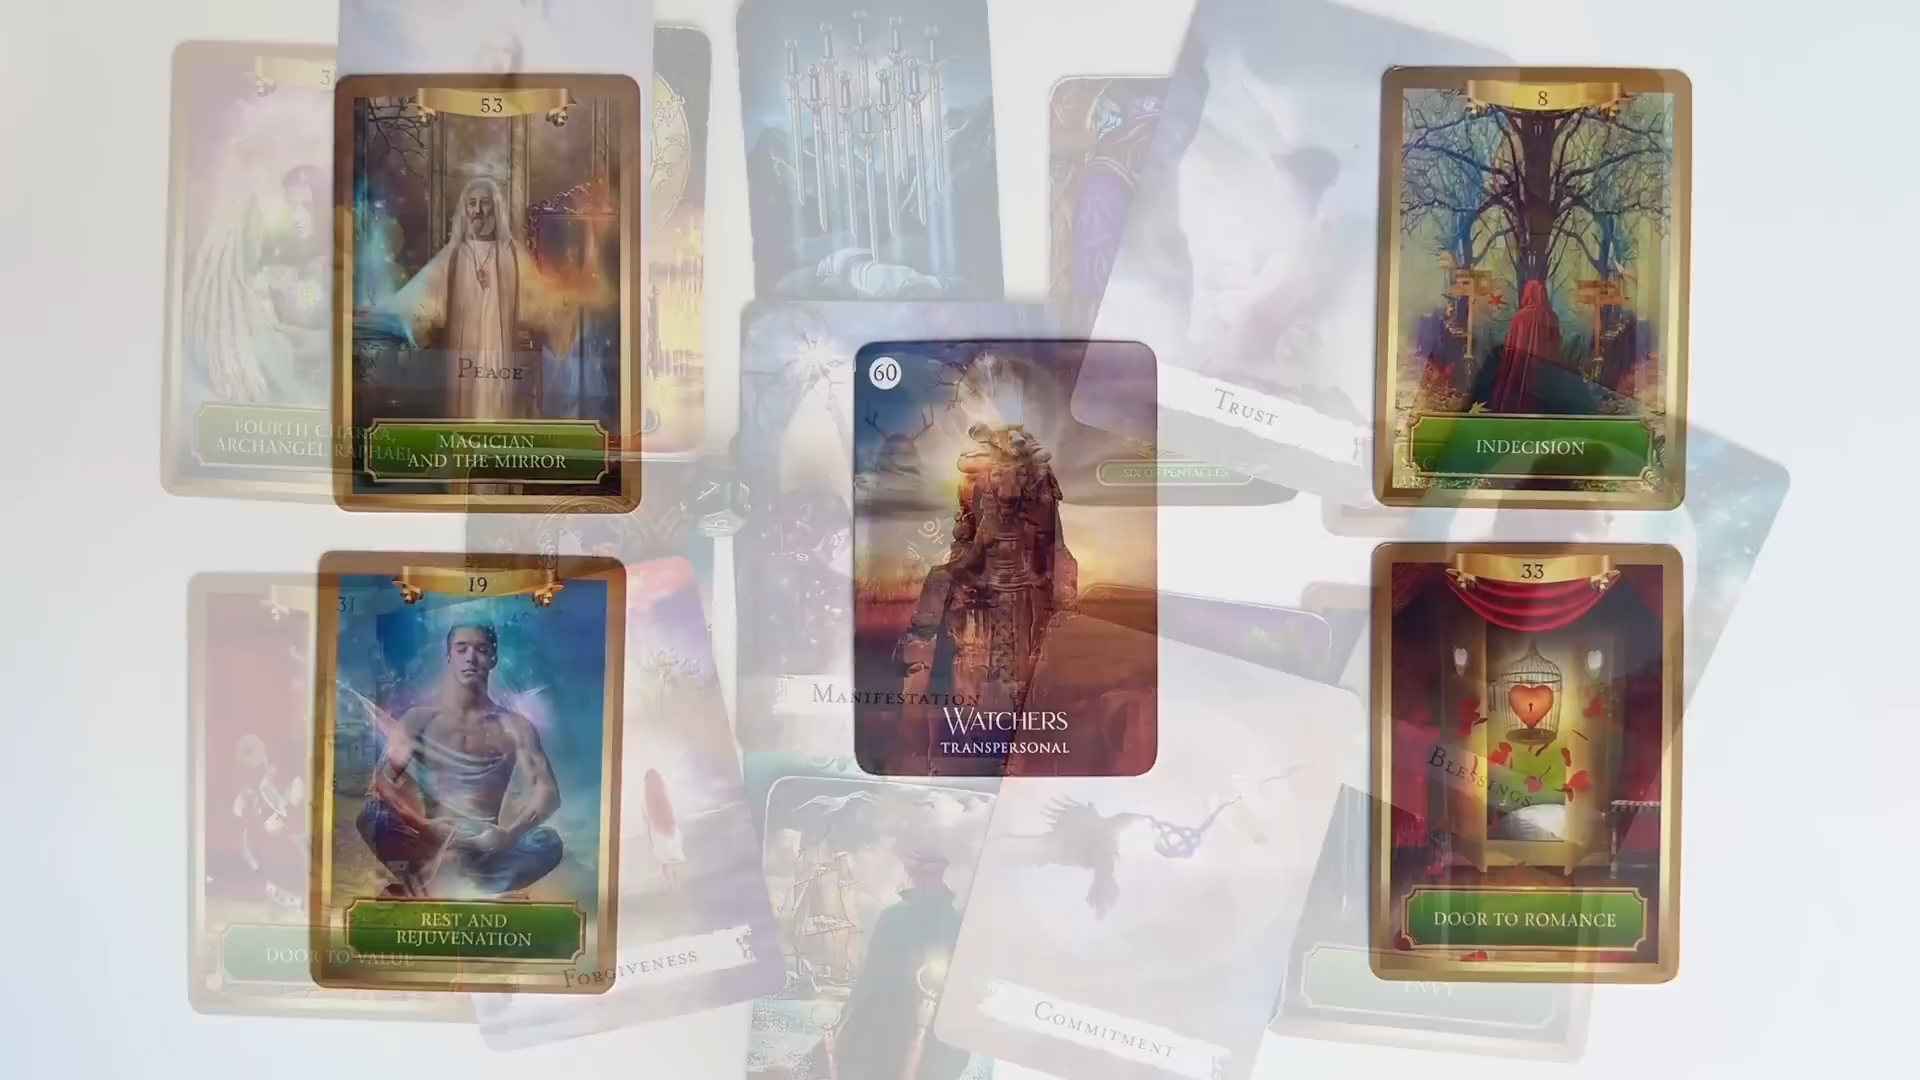 53
PEACE
MAGICIAN
AND THE MIRROR
FOURTH CHAKRA,
ARCHANGEL RAPHAEL
8
INDECISION
TRUST
SIX OF PENTACLES
60
MANIFESTATION
WATCHERS
TRANSPERSONAL
19
31
REST AND
REJUVENATION
DOOR TO VALUE
FORGIVENESS
COMMITMENT
33
BLESSINGS
DOOR TO ROMANCE
ENVY